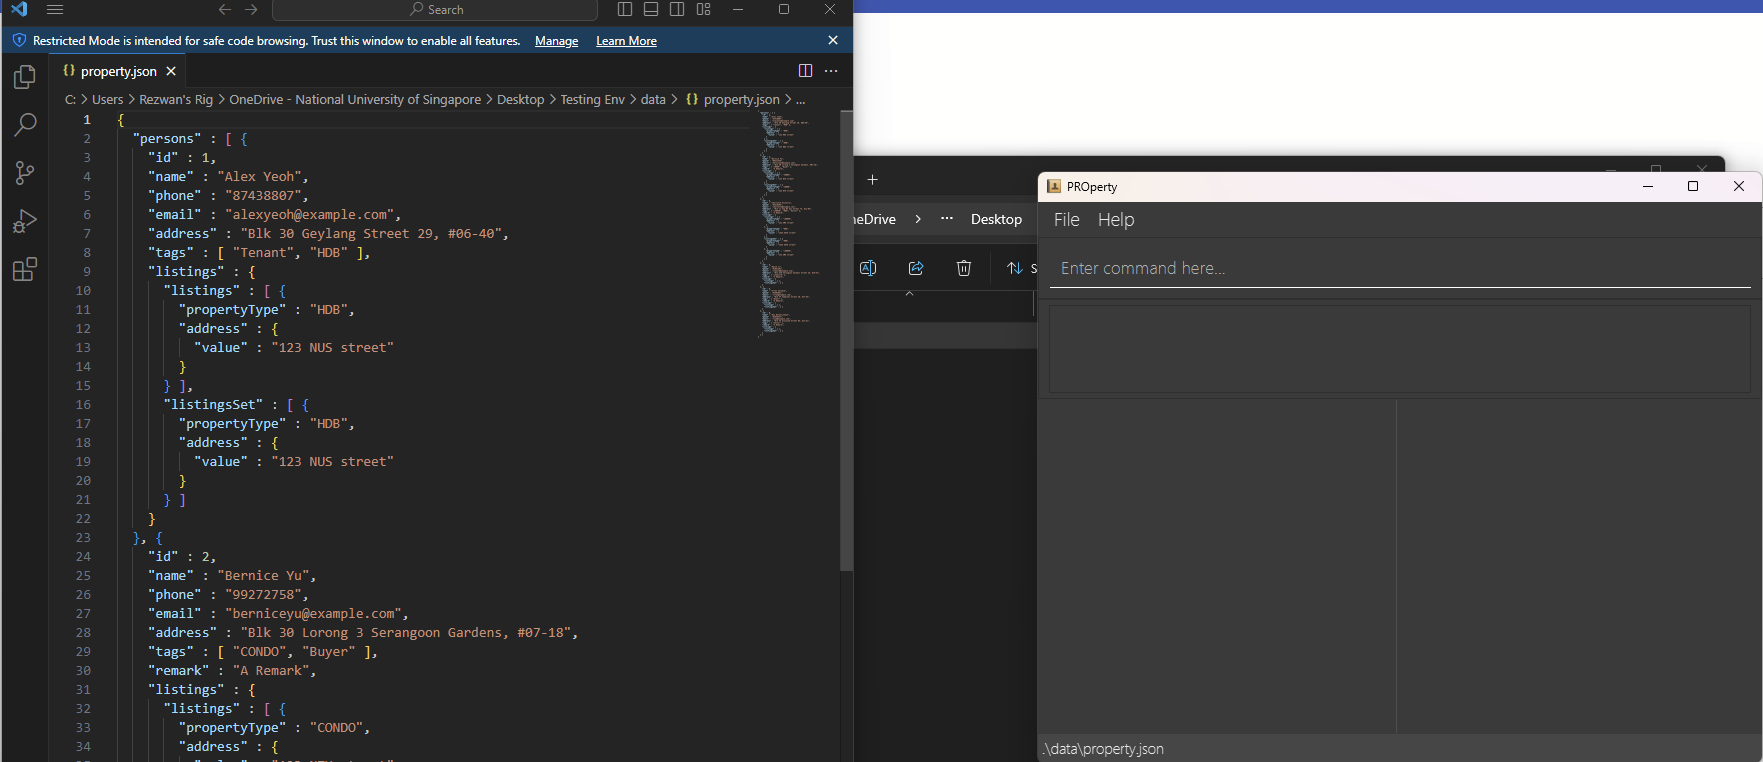 Search
Restricted Mode is intended for safe code browsing. Trust this window to enable all features. Manage Learn More
{} property.json
C: > Users > Rezwan's Rig > OneDrive - National University of Singapore > Desktop > Testing Env > data > {} property.json > ...
1 {
2 "persons" : [ {
3 "id" : 1,
4 "name" : "Alex Yeoh",
5 "phone" : "87438807",
6 "email" : "alexyeoh@example.com",
7 "address" : "Blk 30 Geylang Street 29, #06-40",
8 "tags" : [ "Tenant", "HDB" ],
9 "listings" : {
10 "listings" : [ {
11 "propertyType" : "HDB",
12 "address" : {
13 "value" : "123 NUS street"
14 }
15 } ],
16 "listingsSet" : [ {
17 "propertyType" : "HDB",
18 "address" : {
19 "value" : "123 NUS street"
20 }
21 } ]
22 }
23 }, {
24 "id" : 2,
25 "name" : "Bernice Yu",
26 "phone" : "99272758",
27 "email" : "berniceyu@example.com",
28 "address" : "Blk 30 Lorong 3 Serangoon Gardens, #07-18",
29 "tags" : [ "CONDO", "Buyer" ],
30 "remark" : "A Remark",
31 "listings" : {
32 "listings" : [ {
33 "propertyType" : "CONDO",
34 "address" : {
neDrive > ... Desktop
S
PROperty
File Help
Enter command here...
.\data\property.json